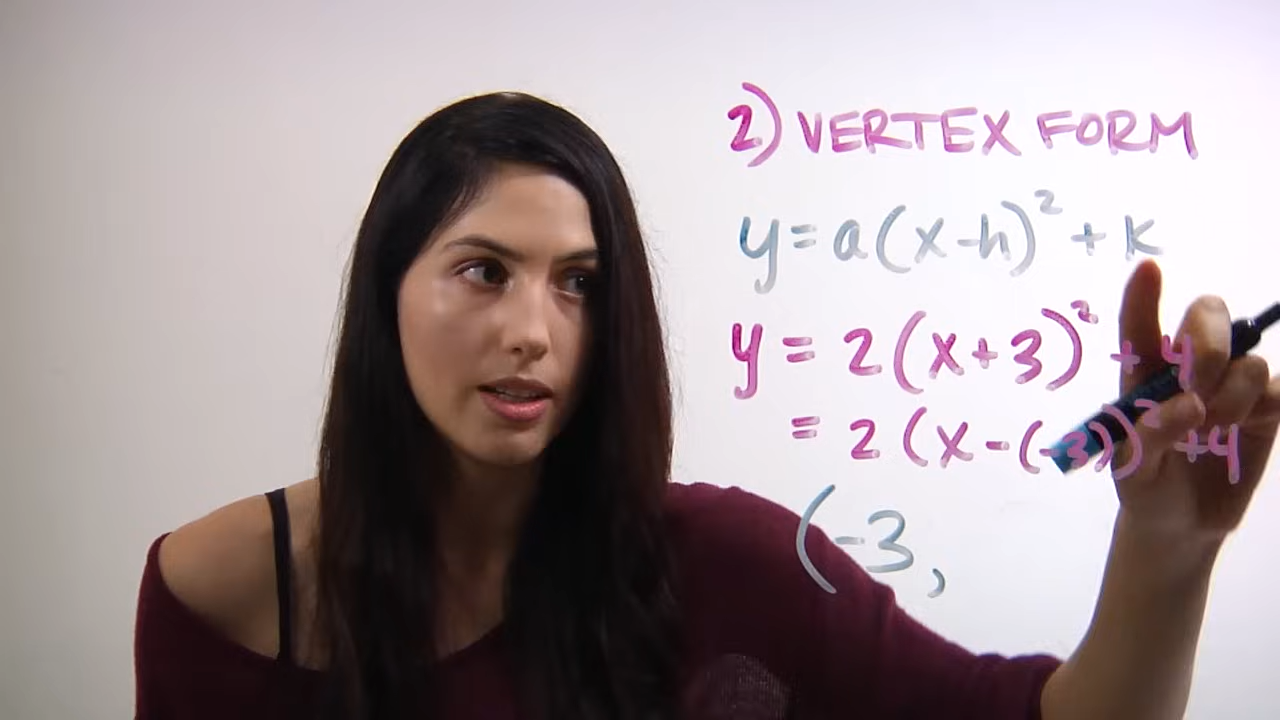 2) VERTEX FORM
y = a(x-h)² + k
y = 2(x+3)² + 4
= 2(x-(-3))² +4
(-3,